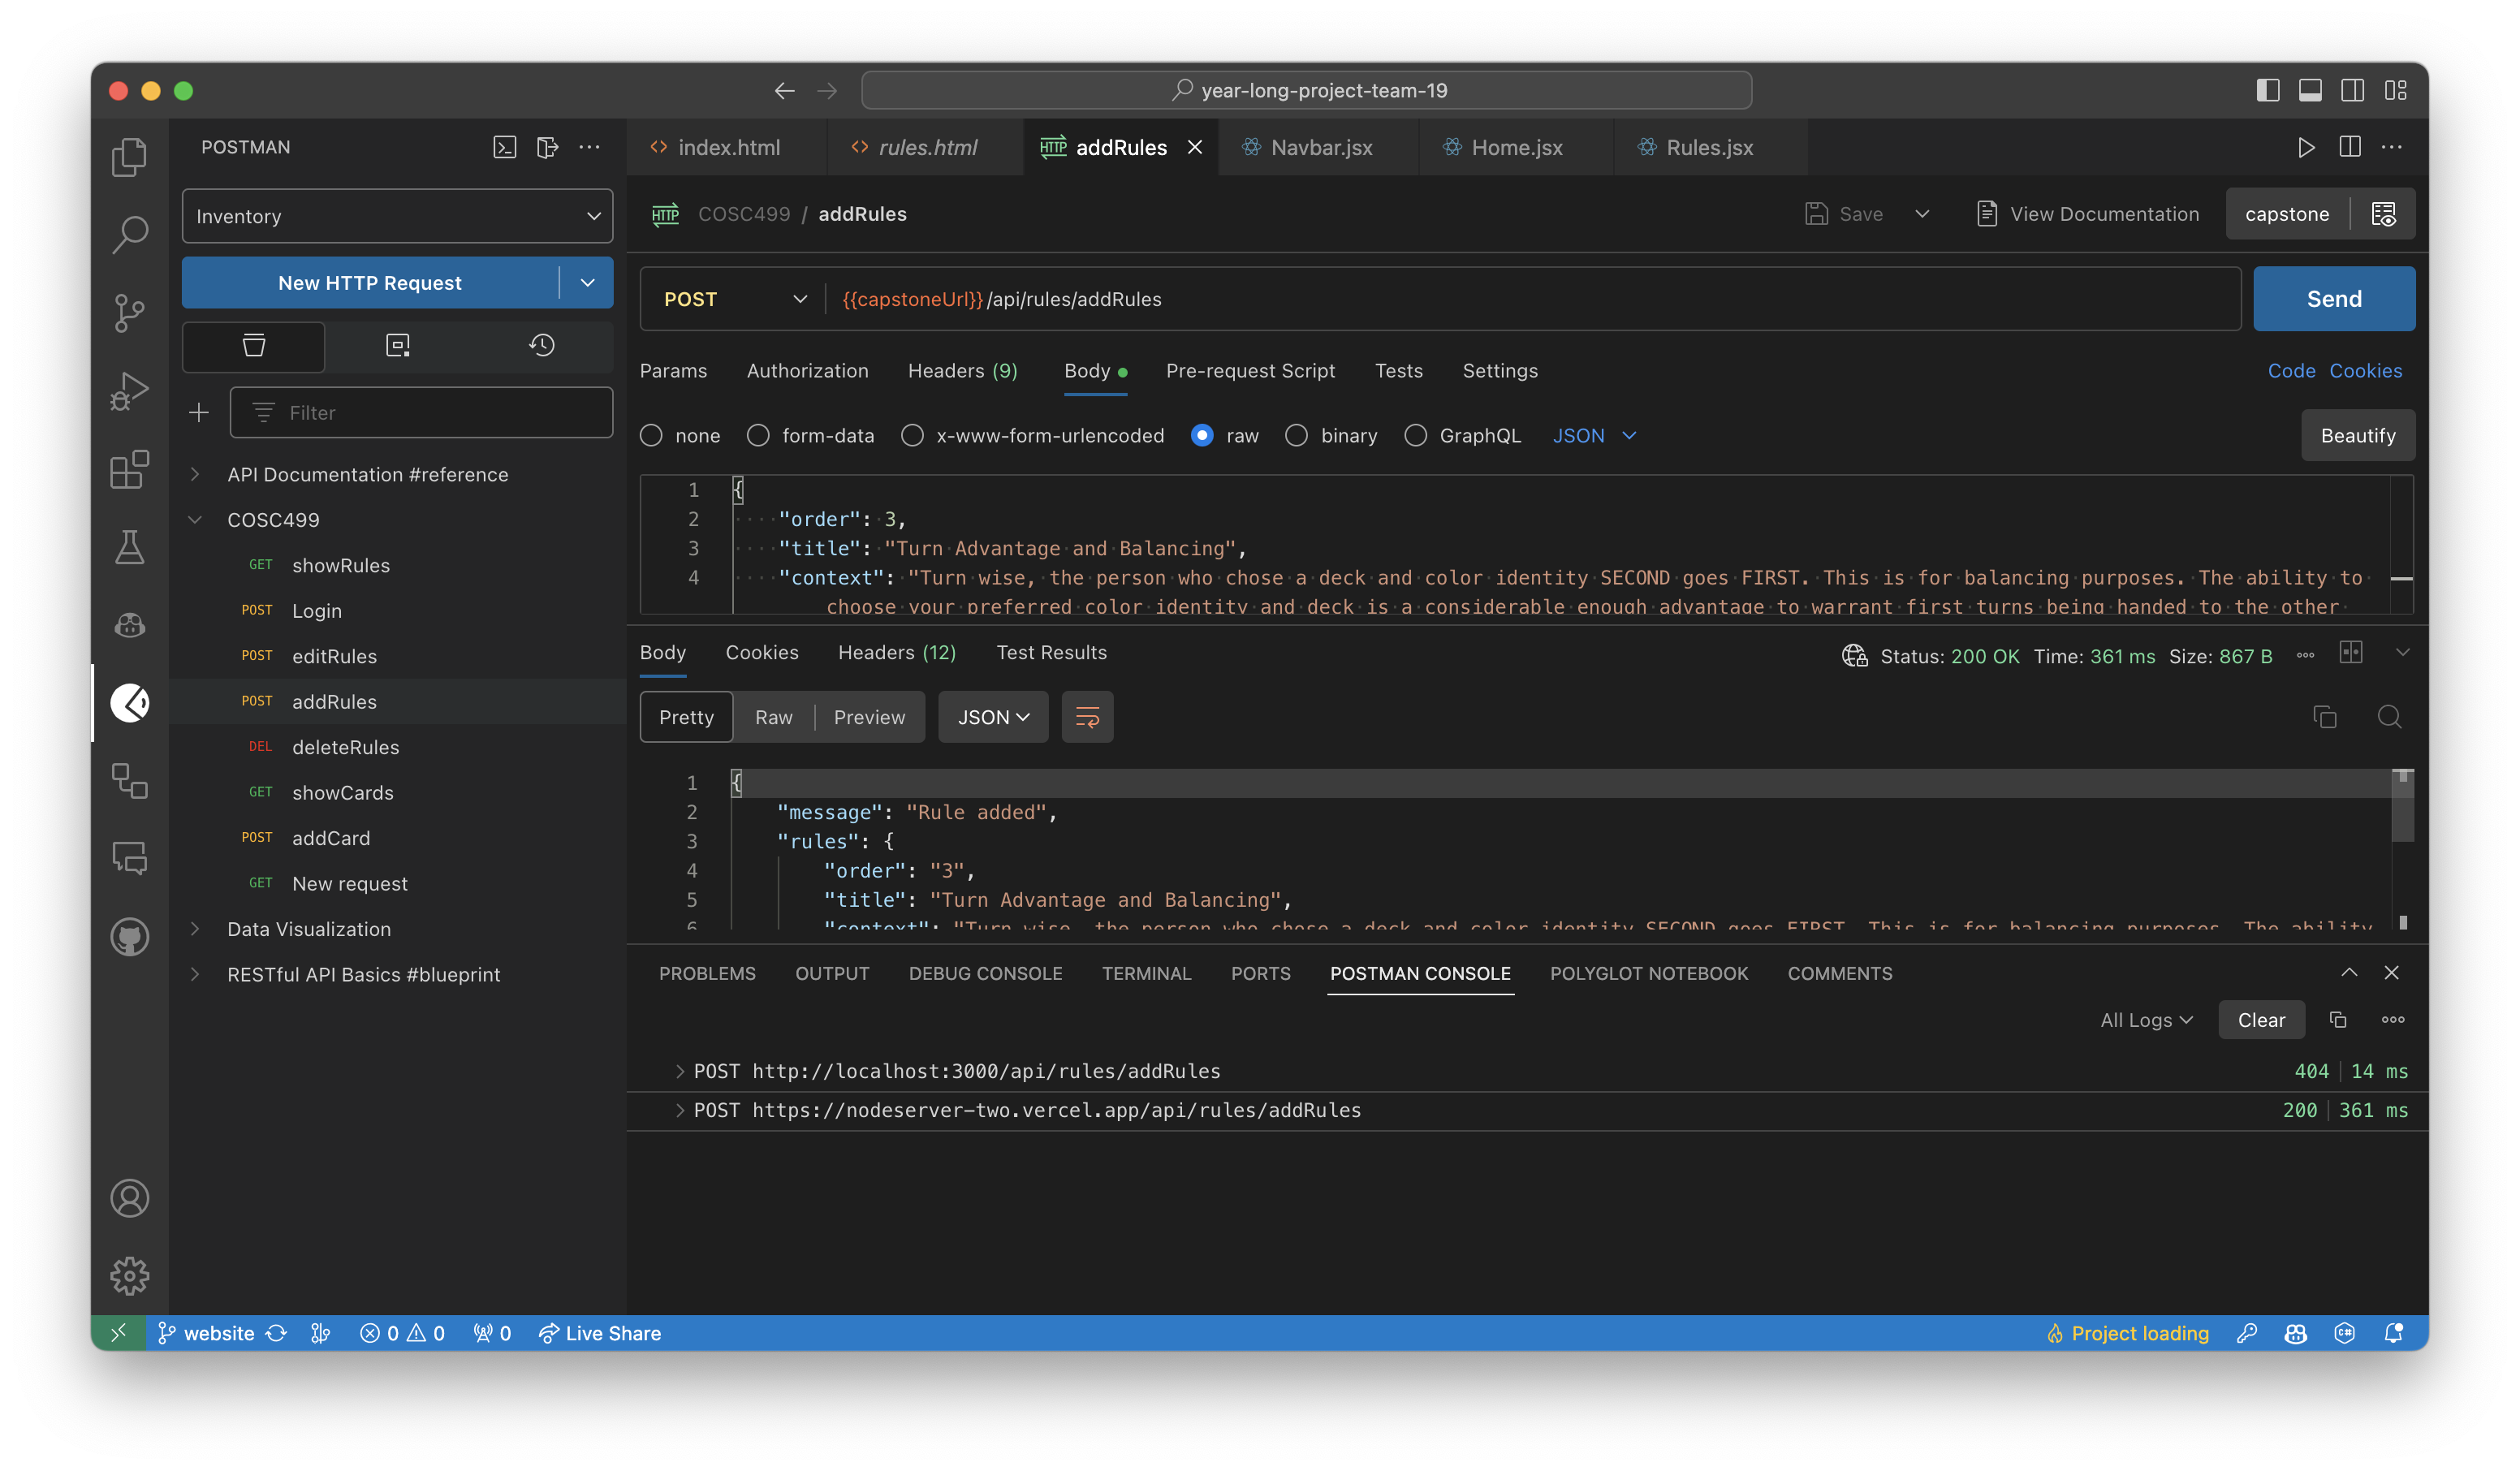 year-long-project-team-19
POSTMAN
index.html
rules.html
HTTP addRules
Navbar.jsx
Home.jsx
Rules.jsx
Inventory
New HTTP Request
Filter
API Documentation #reference
COSC499
GET showRules
POST Login
POST editRules
POST addRules
DEL deleteRules
GET showCards
POST addCard
GET New request
Data Visualization
RESTful API Basics #blueprint
HTTP COSC499 / addRules
Save
View Documentation
capstone
POST
{{capstoneUrl}}/api/rules/addRules
Send
Params Authorization Headers (9) Body Pre-request Script Tests Settings
Code Cookies
none form-data x-www-form-urlencoded raw binary GraphQL JSON
Beautify
1 {
2 "order": 3,
3 "title": "Turn Advantage and Balancing",
4 "context": "Turn wise, the person who chose a deck and color identity SECOND goes FIRST. This is for balancing purposes. The ability to
choose your preferred color identity and deck is a considerable enough advantage to warrant first turns being handed to the other
Body Cookies Headers (12) Test Results
Status: 200 OK Time: 361 ms Size: 867 B
Pretty Raw Preview JSON
1 {
2 "message": "Rule added",
3 "rules": {
4 "order": "3",
5 "title": "Turn Advantage and Balancing",
6 "context": "Turn wise, the person who chose a deck and color identity SECOND goes FIRST. This is for balancing purposes. The ability
PROBLEMS OUTPUT DEBUG CONSOLE TERMINAL PORTS POSTMAN CONSOLE POLYGLOT NOTEBOOK COMMENTS
All Logs Clear
POST http://localhost:3000/api/rules/addRules 404 14 ms
POST https://nodeserver-two.vercel.app/api/rules/addRules 200 361 ms
website 0 0 0 Live Share
Project loading
C#